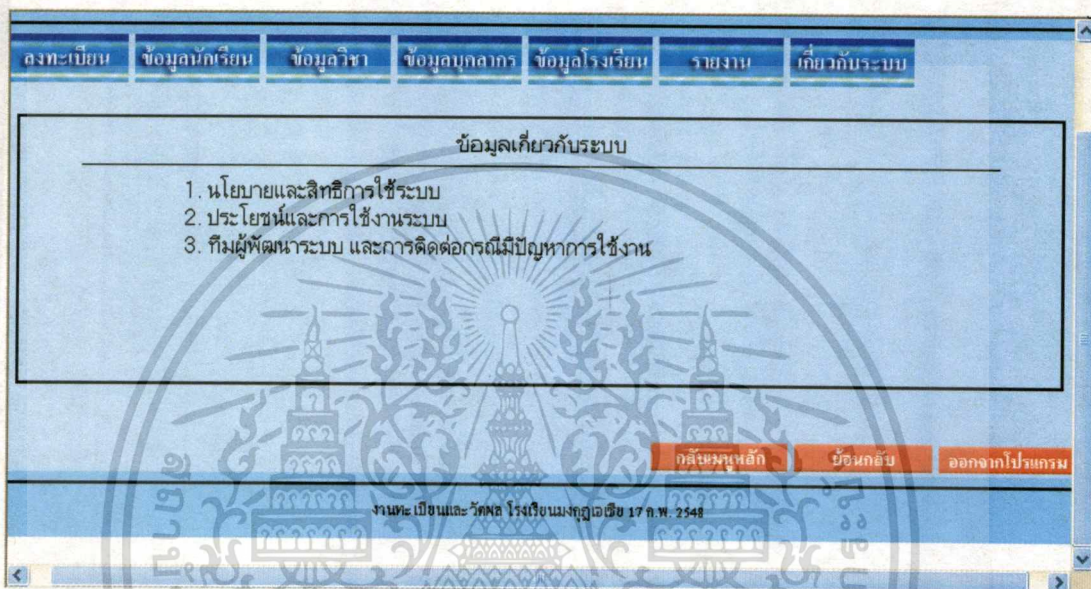 ลงทะเบียน ข้อมูลนักเรียน ข้อมูลวิชา ข้อมูลบุคลากร ข้อมูลโรงเรียน รายงาน เกี่ยวกับระบบ
ข้อมูลเกี่ยวกับระบบ
1. นโยบายและสิทธิการใช้ระบบ
2. ประโยชน์และการใช้งานระบบ
3. ทีมผู้พัฒนาระบบ และการติดต่อกรณีมีปัญหาการใช้งาน
กลับเมนูหลัก ย้อนกลับ ออกจากโปรแกรม
งานทะเบียนและวัดผล โรงเรียนมงกุฎเอเซีย 17 ก.พ. 2548